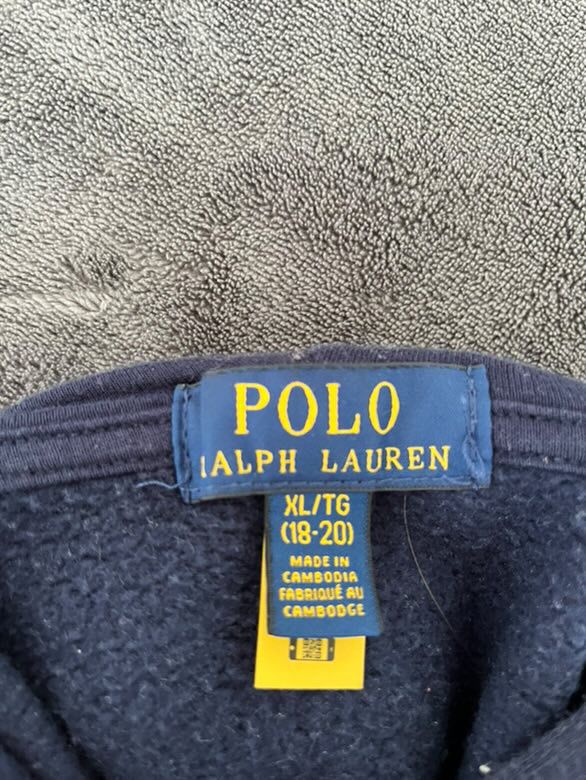 POLO
RALPH LAUREN
XL/TG
(18-20)
MADE IN
CAMBODIA
FABRIQUÉ AU
CAMBODGE